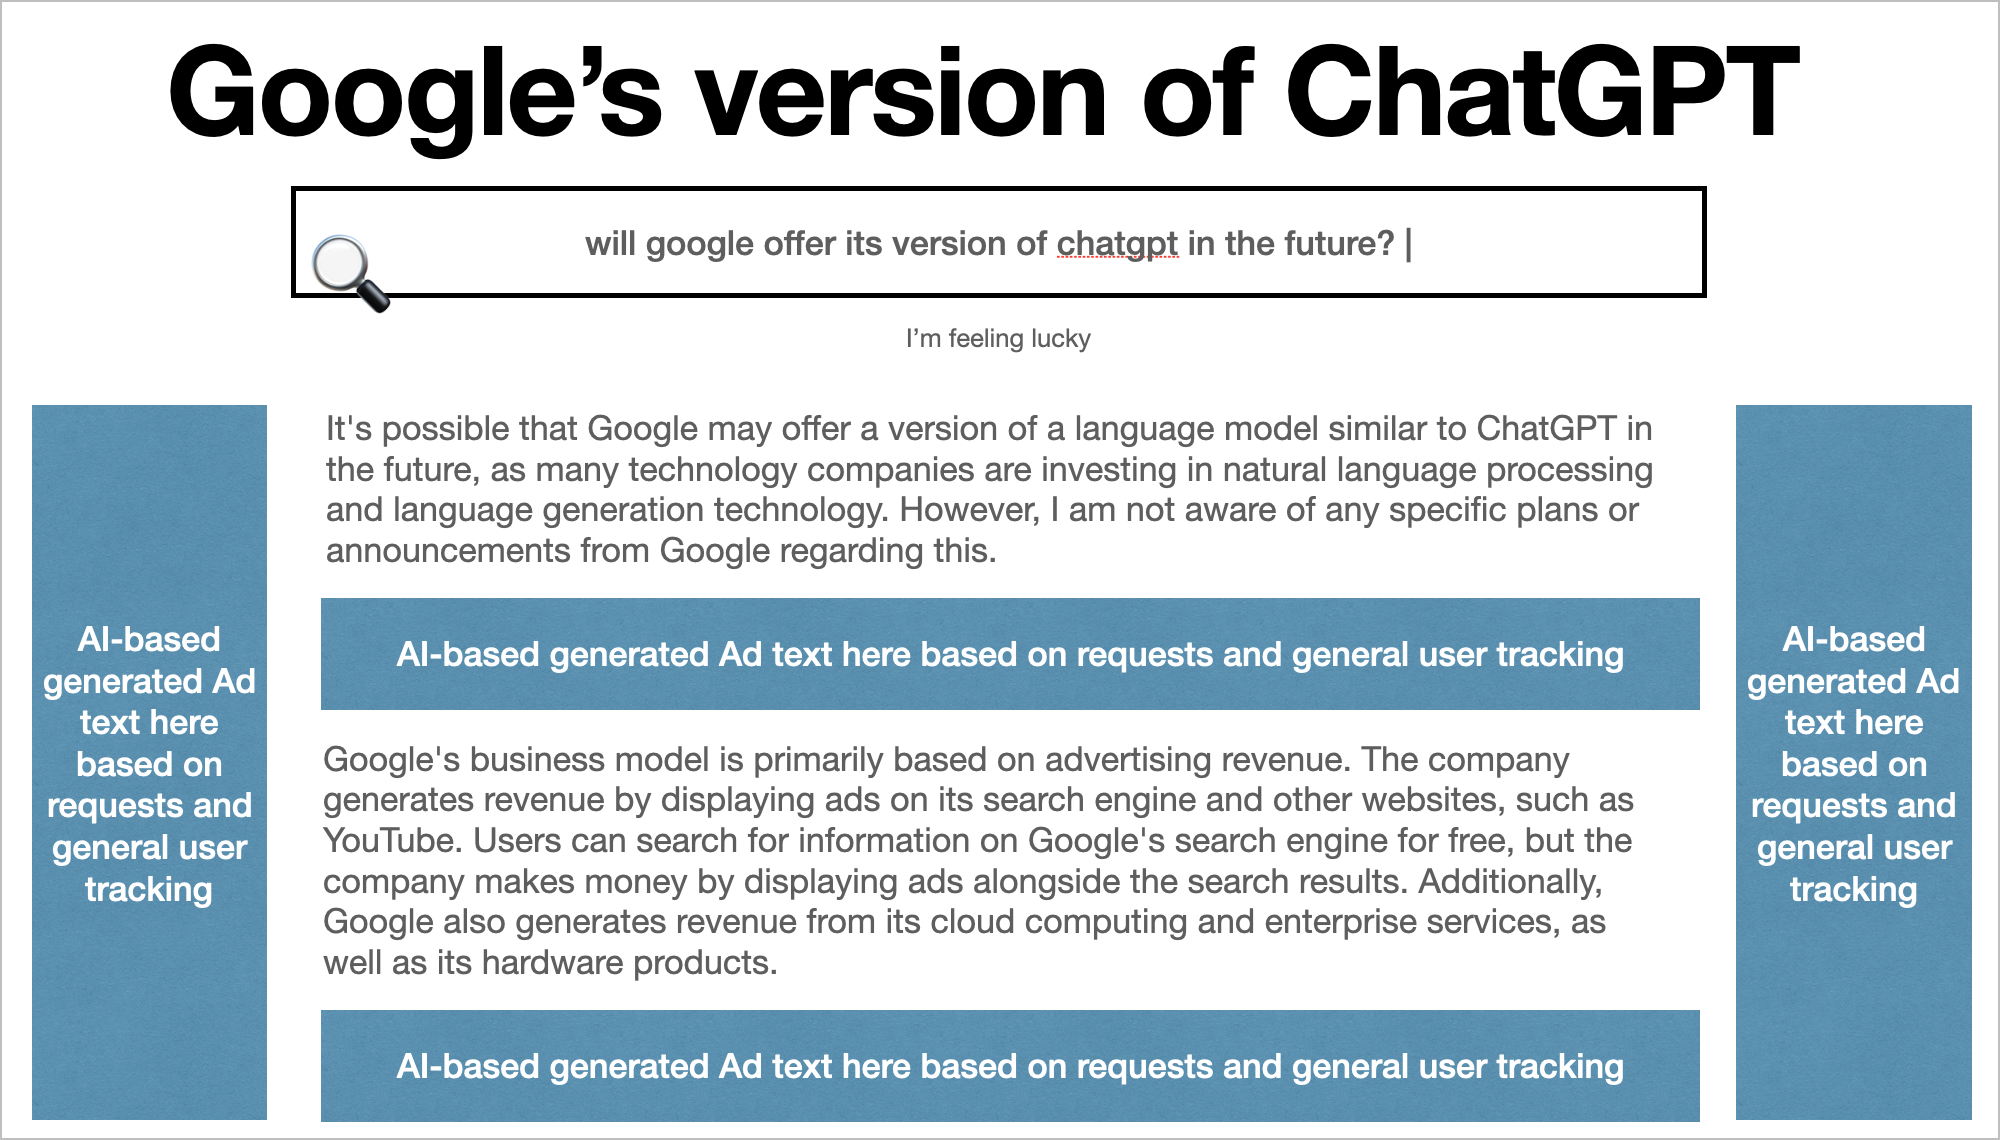 Google’s version of ChatGPT
will google offer its version of chatgpt in the future? |
I’m feeling lucky
AI-based
generated Ad
text here
based on
requests and
general user
tracking
It's possible that Google may offer a version of a language model similar to ChatGPT in
the future, as many technology companies are investing in natural language processing
and language generation technology. However, I am not aware of any specific plans or
announcements from Google regarding this.
AI-based generated Ad text here based on requests and general user tracking
Google's business model is primarily based on advertising revenue. The company
generates revenue by displaying ads on its search engine and other websites, such as
YouTube. Users can search for information on Google's search engine for free, but the
company makes money by displaying ads alongside the search results. Additionally,
Google also generates revenue from its cloud computing and enterprise services, as
well as its hardware products.
AI-based generated Ad text here based on requests and general user tracking
AI-based
generated Ad
text here
based on
requests and
general user
tracking